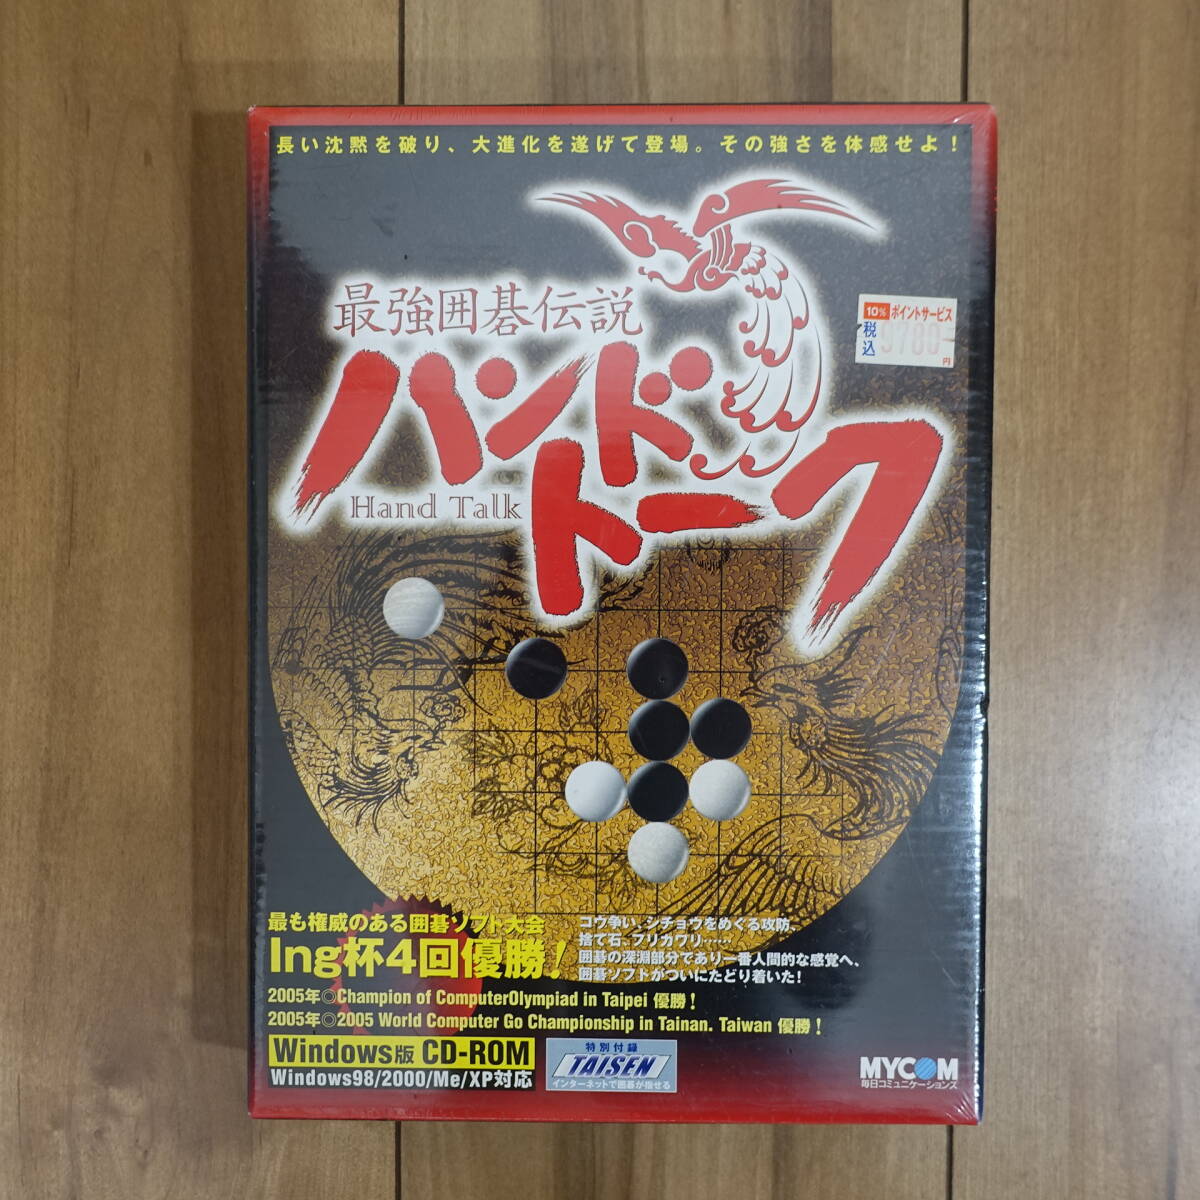 長い沈黙を破り、大進化を遂げて登場。その強さを体感せよ！
最強囲碁伝説
10% ポイントサービス
税込 9780 円
ハンド
トーク
Hand Talk
最も権威のある囲碁ソフト大会
Ing杯4回優勝！
コウ争い、シチョウをめぐる攻防、
捨て石、フリカワリ……
囲碁の深淵部分であり一番人間的な感覚へ、
囲碁ソフトがついにたどり着いた！
2005年◎Champion of ComputerOlympiad in Taipei 優勝！
2005年◎2005 World Computer Go Championship in Tainan. Taiwan 優勝！
Windows版 CD-ROM
Windows98/2000/Me/XP対応
特別付録
TAISEN
インターネットで囲碁が指せる
MYCOM
毎日コミュニケーションズ